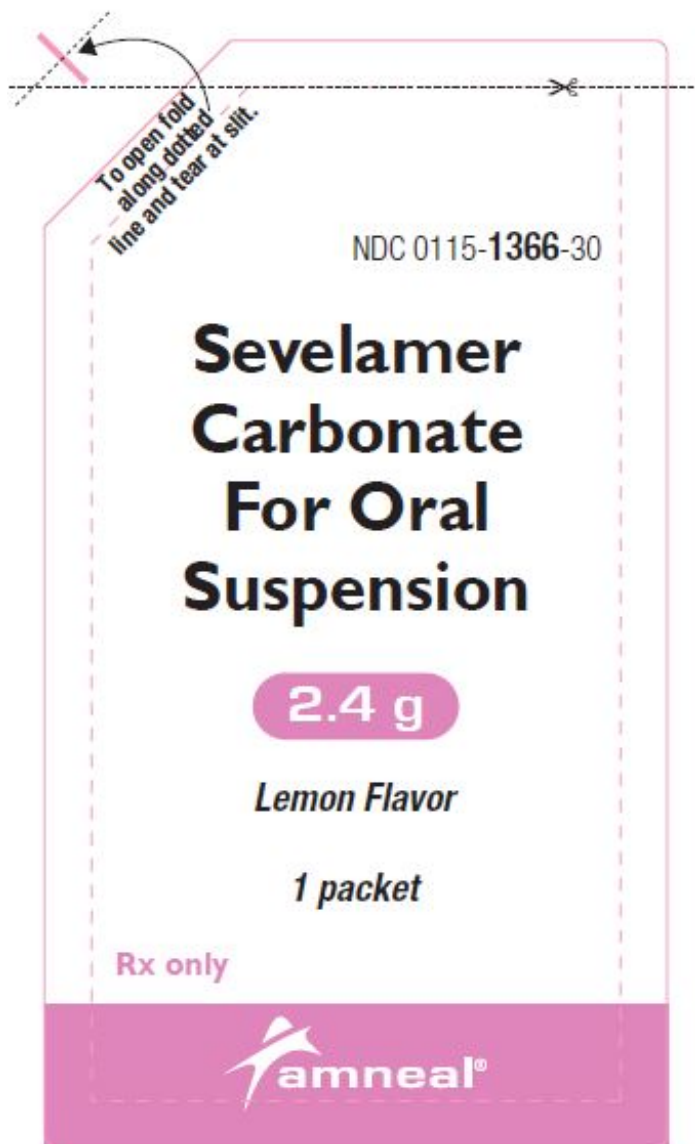 To open fold
along dotted
line and tear at slit.
NDC 0115-1366-30
Sevelamer
Carbonate
For Oral
Suspension
2.4 g
Lemon Flavor
1 packet
Rx only
amneal®